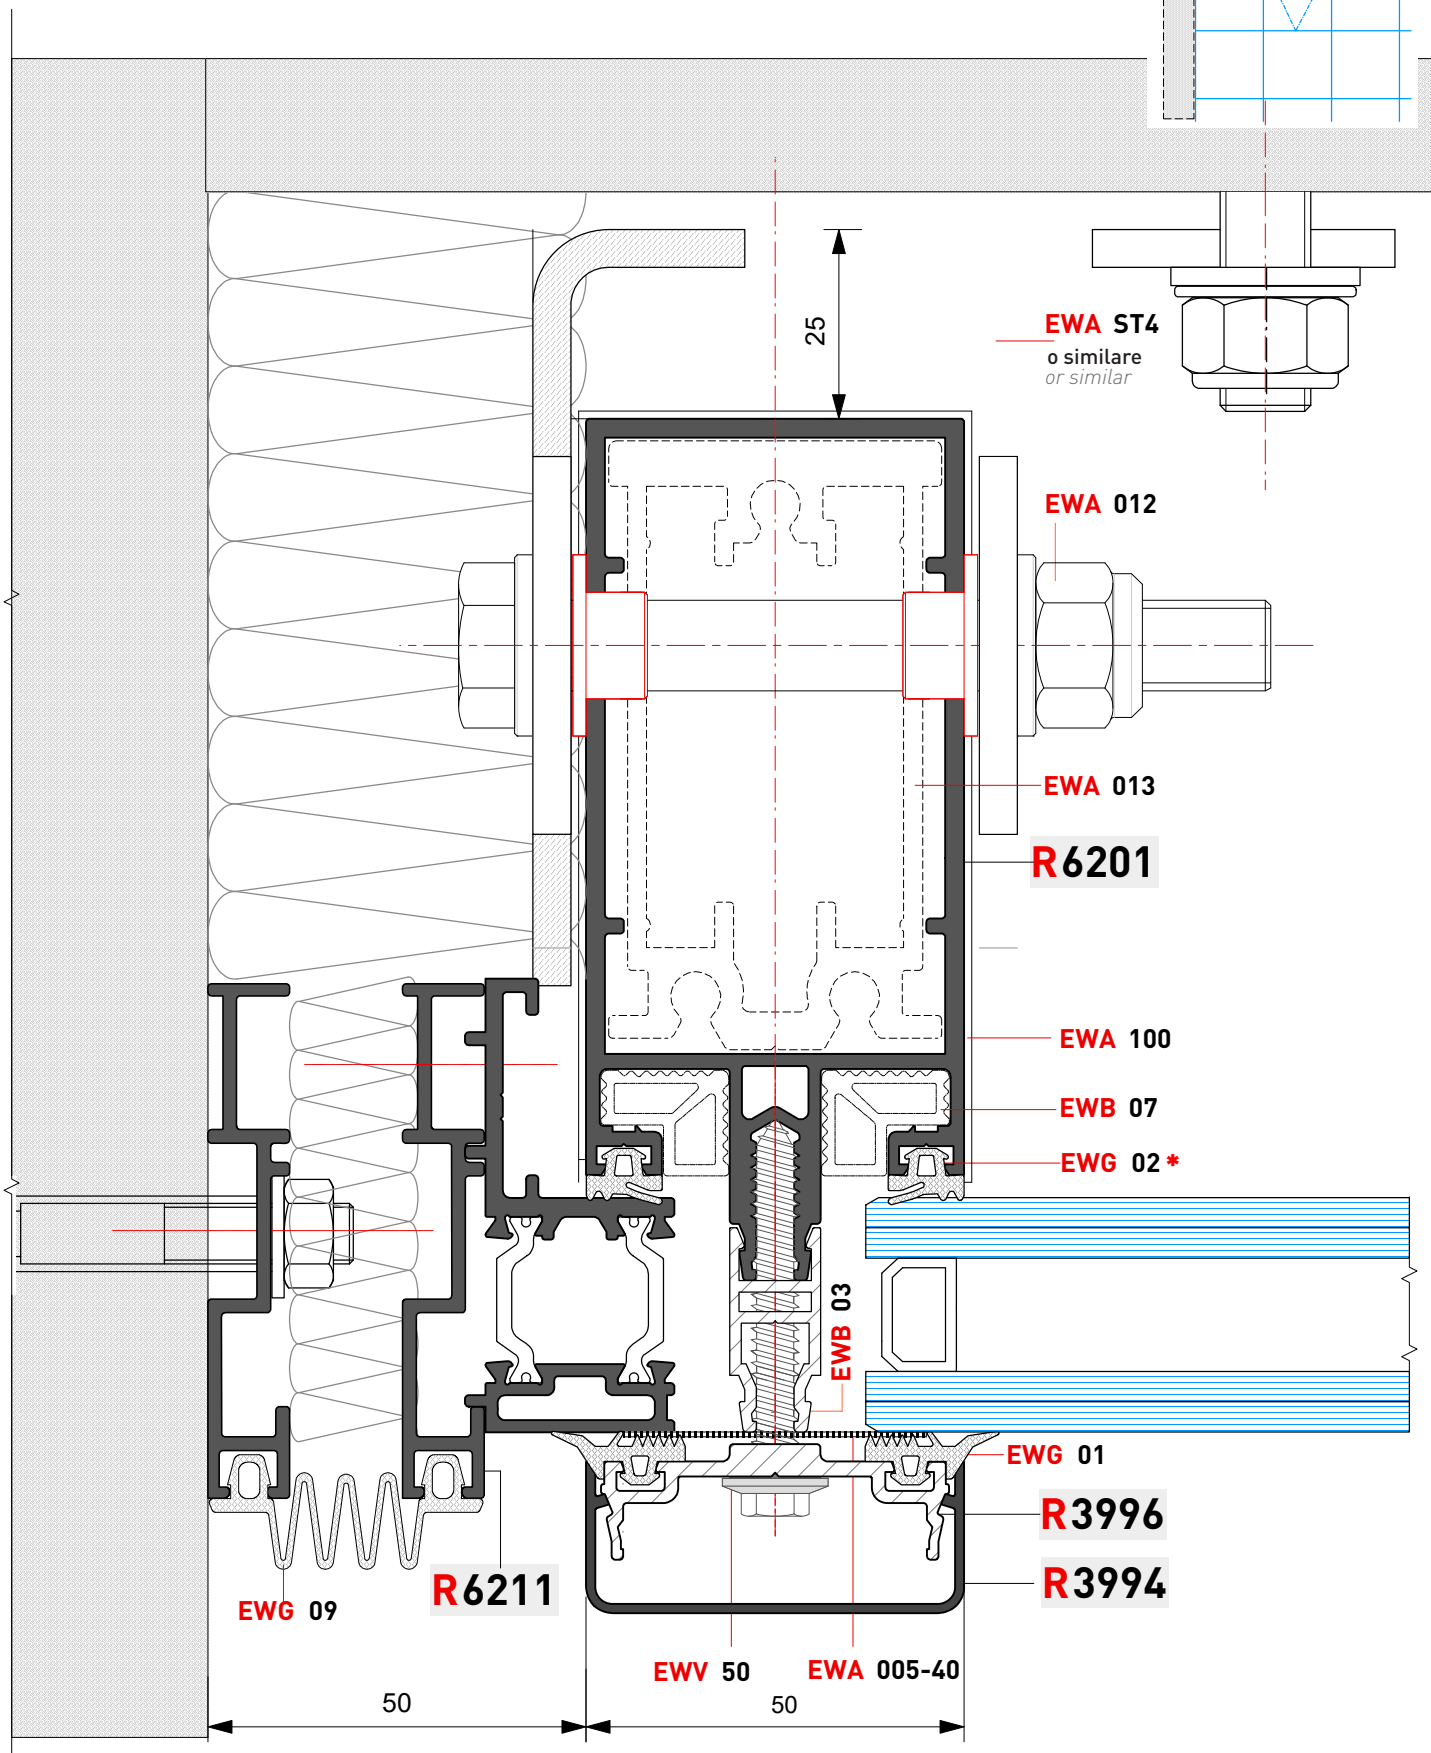 25
EWA ST4
o similare
or similar
EWA 012
EWA 013
R6201
EWA 100
EWB 07
EWG 02*
EWB 03
EWG 01
R3996
R3994
R6211
EWG 09
EWV 50
EWA 005-40
50
50